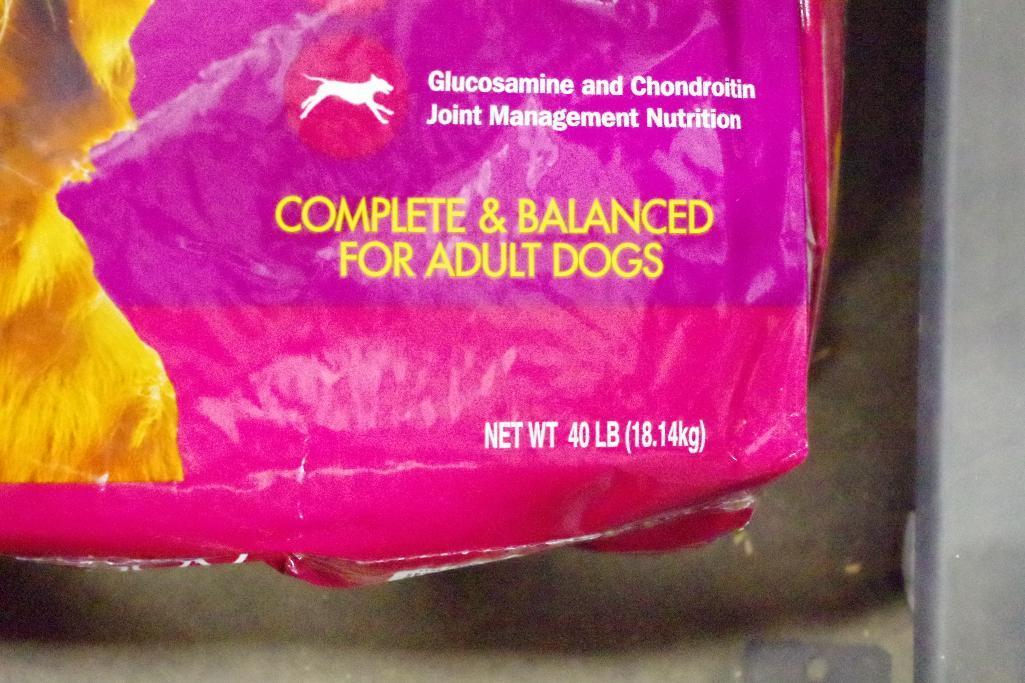 Glucosamine and Chondroitin
Joint Management Nutrition
COMPLETE & BALANCED
FOR ADULT DOGS
NET WT 40 LB (18.14kg)